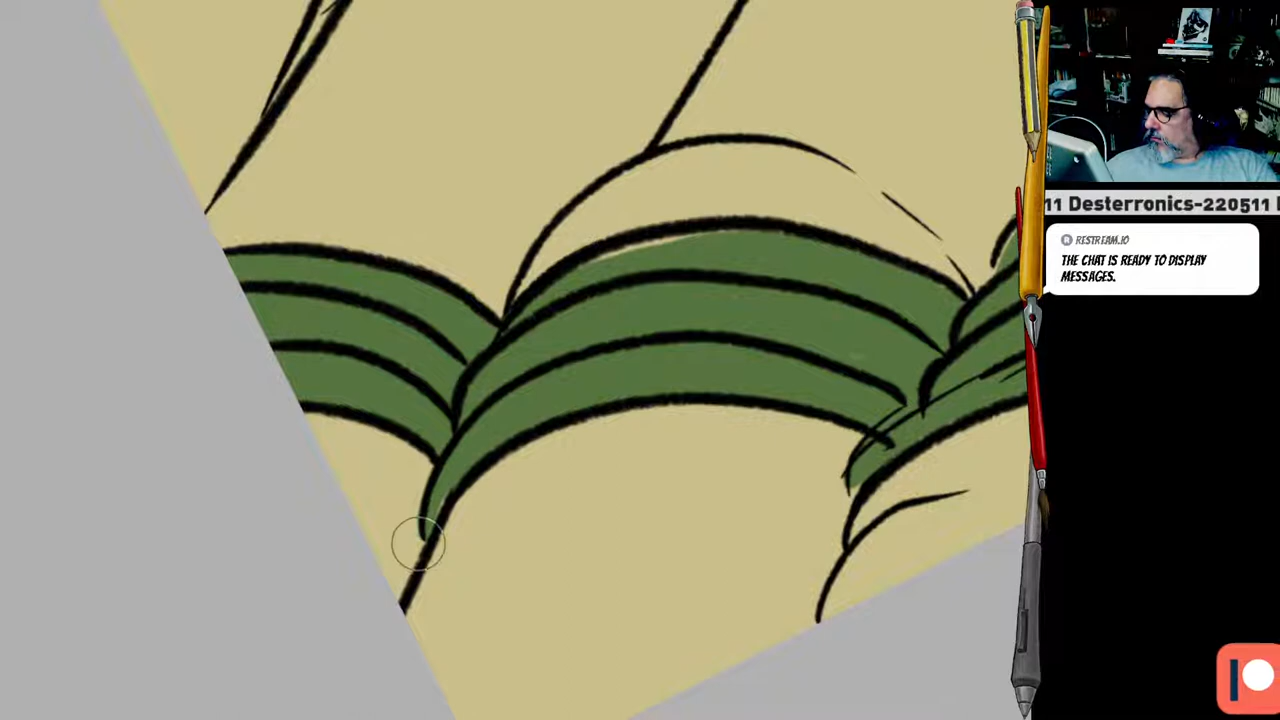 11 Desterronics-220511
RESTREAM.IO
THE CHAT IS READY TO DISPLAY
MESSAGES.